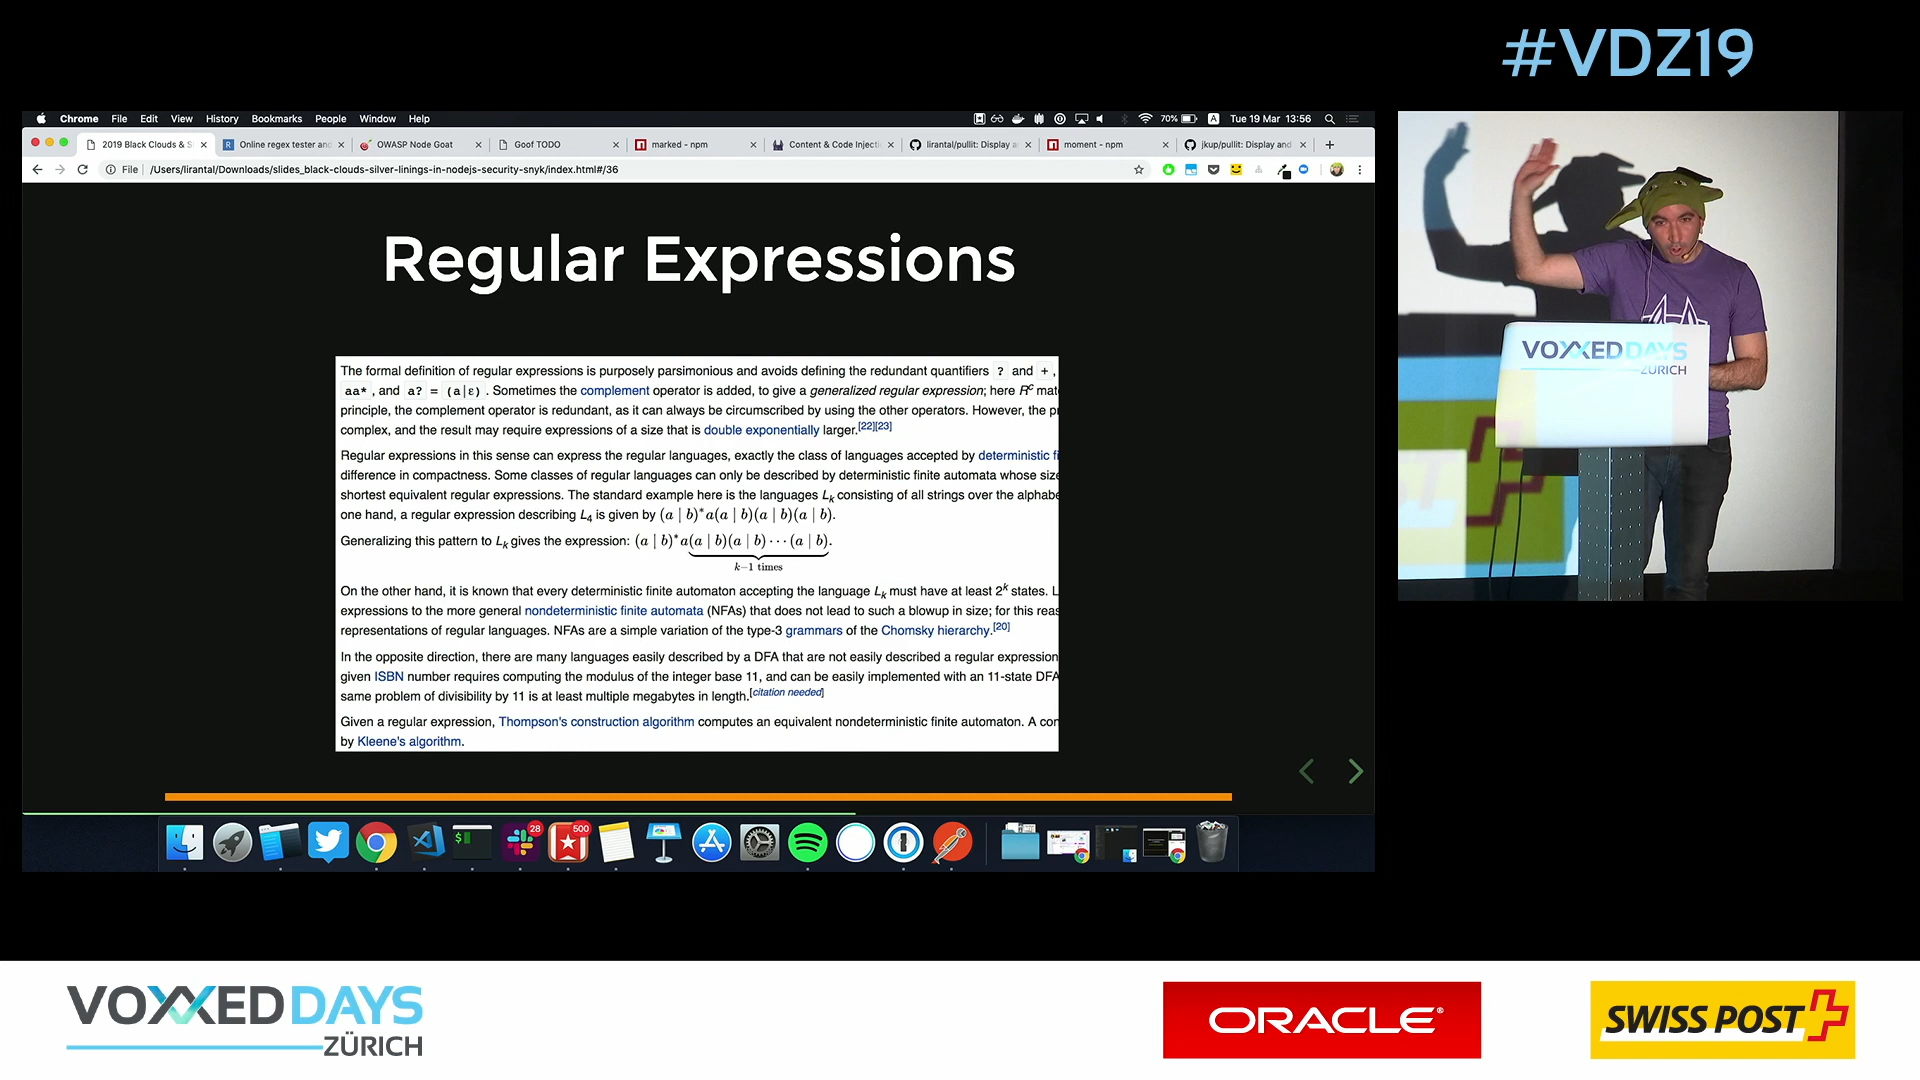 #VDZ19
Chrome File Edit View History Bookmarks People Window Help 70% A Tue 19 Mar 13:56
2019 Black Clouds & S Online regex tester and OWASP Node Goat Goof TODO marked - npm Content & Code Injecti lirantal/pullit: Display a moment - npm jkup/pullit: Display and
File /Users/lirantal/Downloads/slides_black-clouds-silver-linings-in-nodejs-security-snyk/index.html#/36
Regular Expressions
The formal definition of regular expressions is purposely parsimonious and avoids defining the redundant quantifiers ? and +,
aa*, and a? = (a|ε). Sometimes the complement operator is added, to give a generalized regular expression; here Rᶜ mat
principle, the complement operator is redundant, as it can always be circumscribed by using the other operators. However, the p
complex, and the result may require expressions of a size that is double exponentially larger.[22][23]
Regular expressions in this sense can express the regular languages, exactly the class of languages accepted by deterministic fi
difference in compactness. Some classes of regular languages can only be described by deterministic finite automata whose size
shortest equivalent regular expressions. The standard example here is the languages Lₖ consisting of all strings over the alphabe
one hand, a regular expression describing L₄ is given by (a | b)*a(a | b)(a | b)(a | b).
Generalizing this pattern to Lₖ gives the expression: (a | b)*a(a | b)(a | b)···(a | b).
k−1 times
On the other hand, it is known that every deterministic finite automaton accepting the language Lₖ must have at least 2ᵏ states. L
expressions to the more general nondeterministic finite automata (NFAs) that does not lead to such a blowup in size; for this reas
representations of regular languages. NFAs are a simple variation of the type-3 grammars of the Chomsky hierarchy.[20]
In the opposite direction, there are many languages easily described by a DFA that are not easily described a regular expression
given ISBN number requires computing the modulus of the integer base 11, and can be easily implemented with an 11-state DFA
same problem of divisibility by 11 is at least multiple megabytes in length.[citation needed]
Given a regular expression, Thompson's construction algorithm computes an equivalent nondeterministic finite automaton. A con
by Kleene's algorithm.
28
500
VOXXED DAYS
ZÜRICH
VOXXED DAYS
ZÜRICH
ORACLE®
SWISS POST